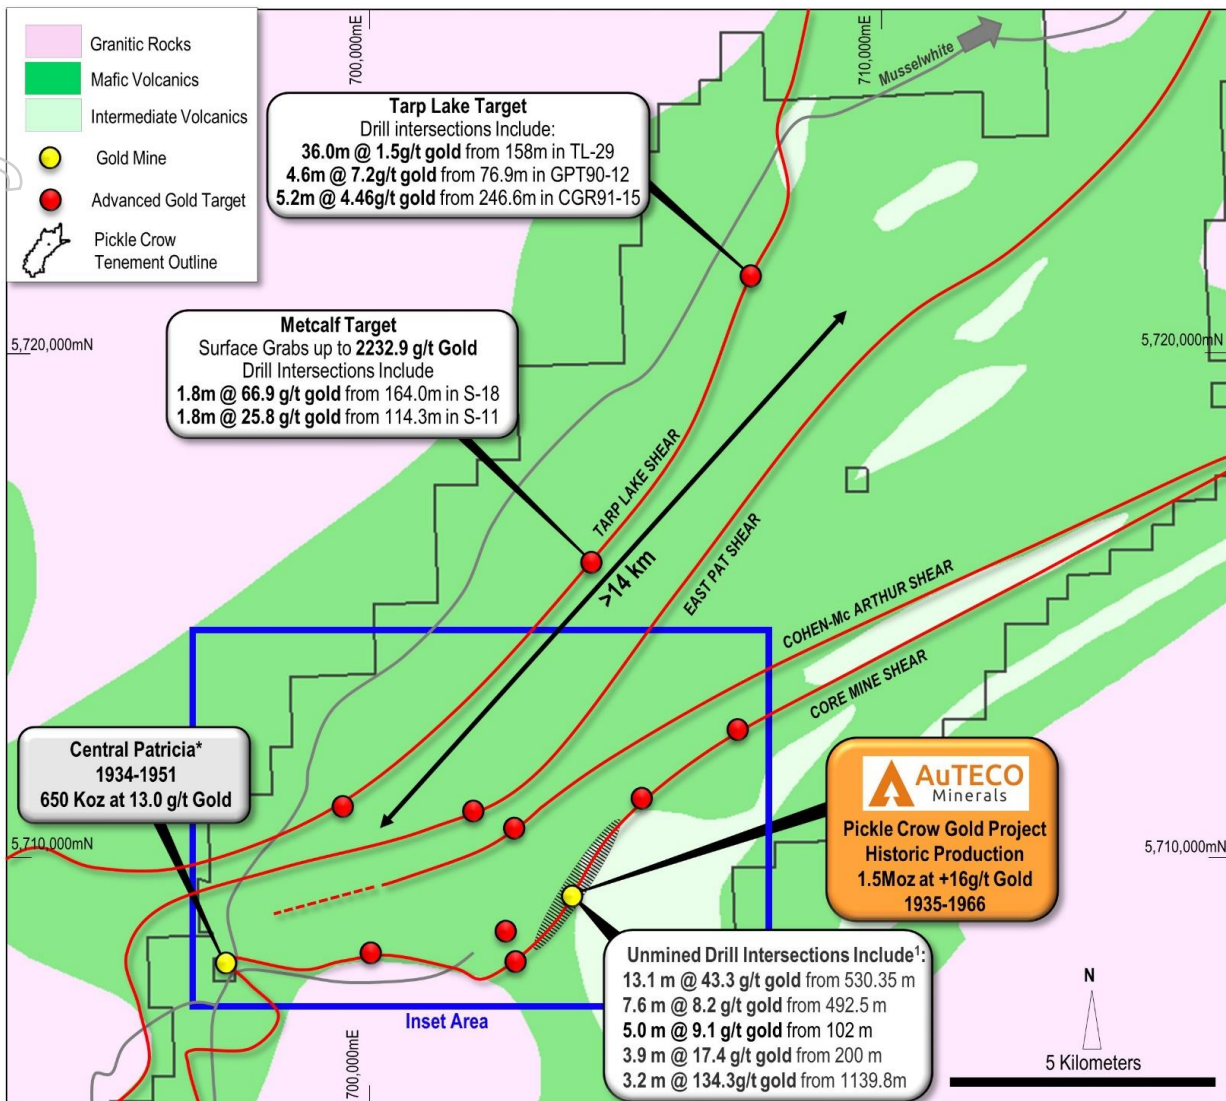 Granitic Rocks
Mafic Volcanics
Intermediate Volcanics
Gold Mine
Advanced Gold Target
Pickle Crow
Tenement Outline
700,000mE
710,000mE
Musselwhite
Tarp Lake Target
Drill intersections Include:
36.0m @ 1.5g/t gold from 158m in TL-29
4.6m @ 7.2g/t gold from 76.9m in GPT90-12
5.2m @ 4.46g/t gold from 246.6m in CGR91-15
Metcalf Target
Surface Grabs up to 2232.9 g/t Gold
Drill Intersections Include
1.8m @ 66.9 g/t gold from 164.0m in S-18
1.8m @ 25.8 g/t gold from 114.3m in S-11
5,720,000mN
5,720,000mN
TARP LAKE SHEAR
>14 km
EAST PAT SHEAR
COHEN-Mc ARTHUR SHEAR
CORE MINE SHEAR
Central Patricia*
1934-1951
650 Koz at 13.0 g/t Gold
AuTECO
Minerals
Pickle Crow Gold Project
Historic Production
1.5Moz at +16g/t Gold
1935-1966
5,710,000mN
5,710,000mN
Unmined Drill Intersections Include¹:
13.1 m @ 43.3 g/t gold from 530.35 m
7.6 m @ 8.2 g/t gold from 492.5 m
5.0 m @ 9.1 g/t gold from 102 m
3.9 m @ 17.4 g/t gold from 200 m
3.2 m @ 134.3g/t gold from 1139.8m
Inset Area
700,000mE
N
5 Kilometers